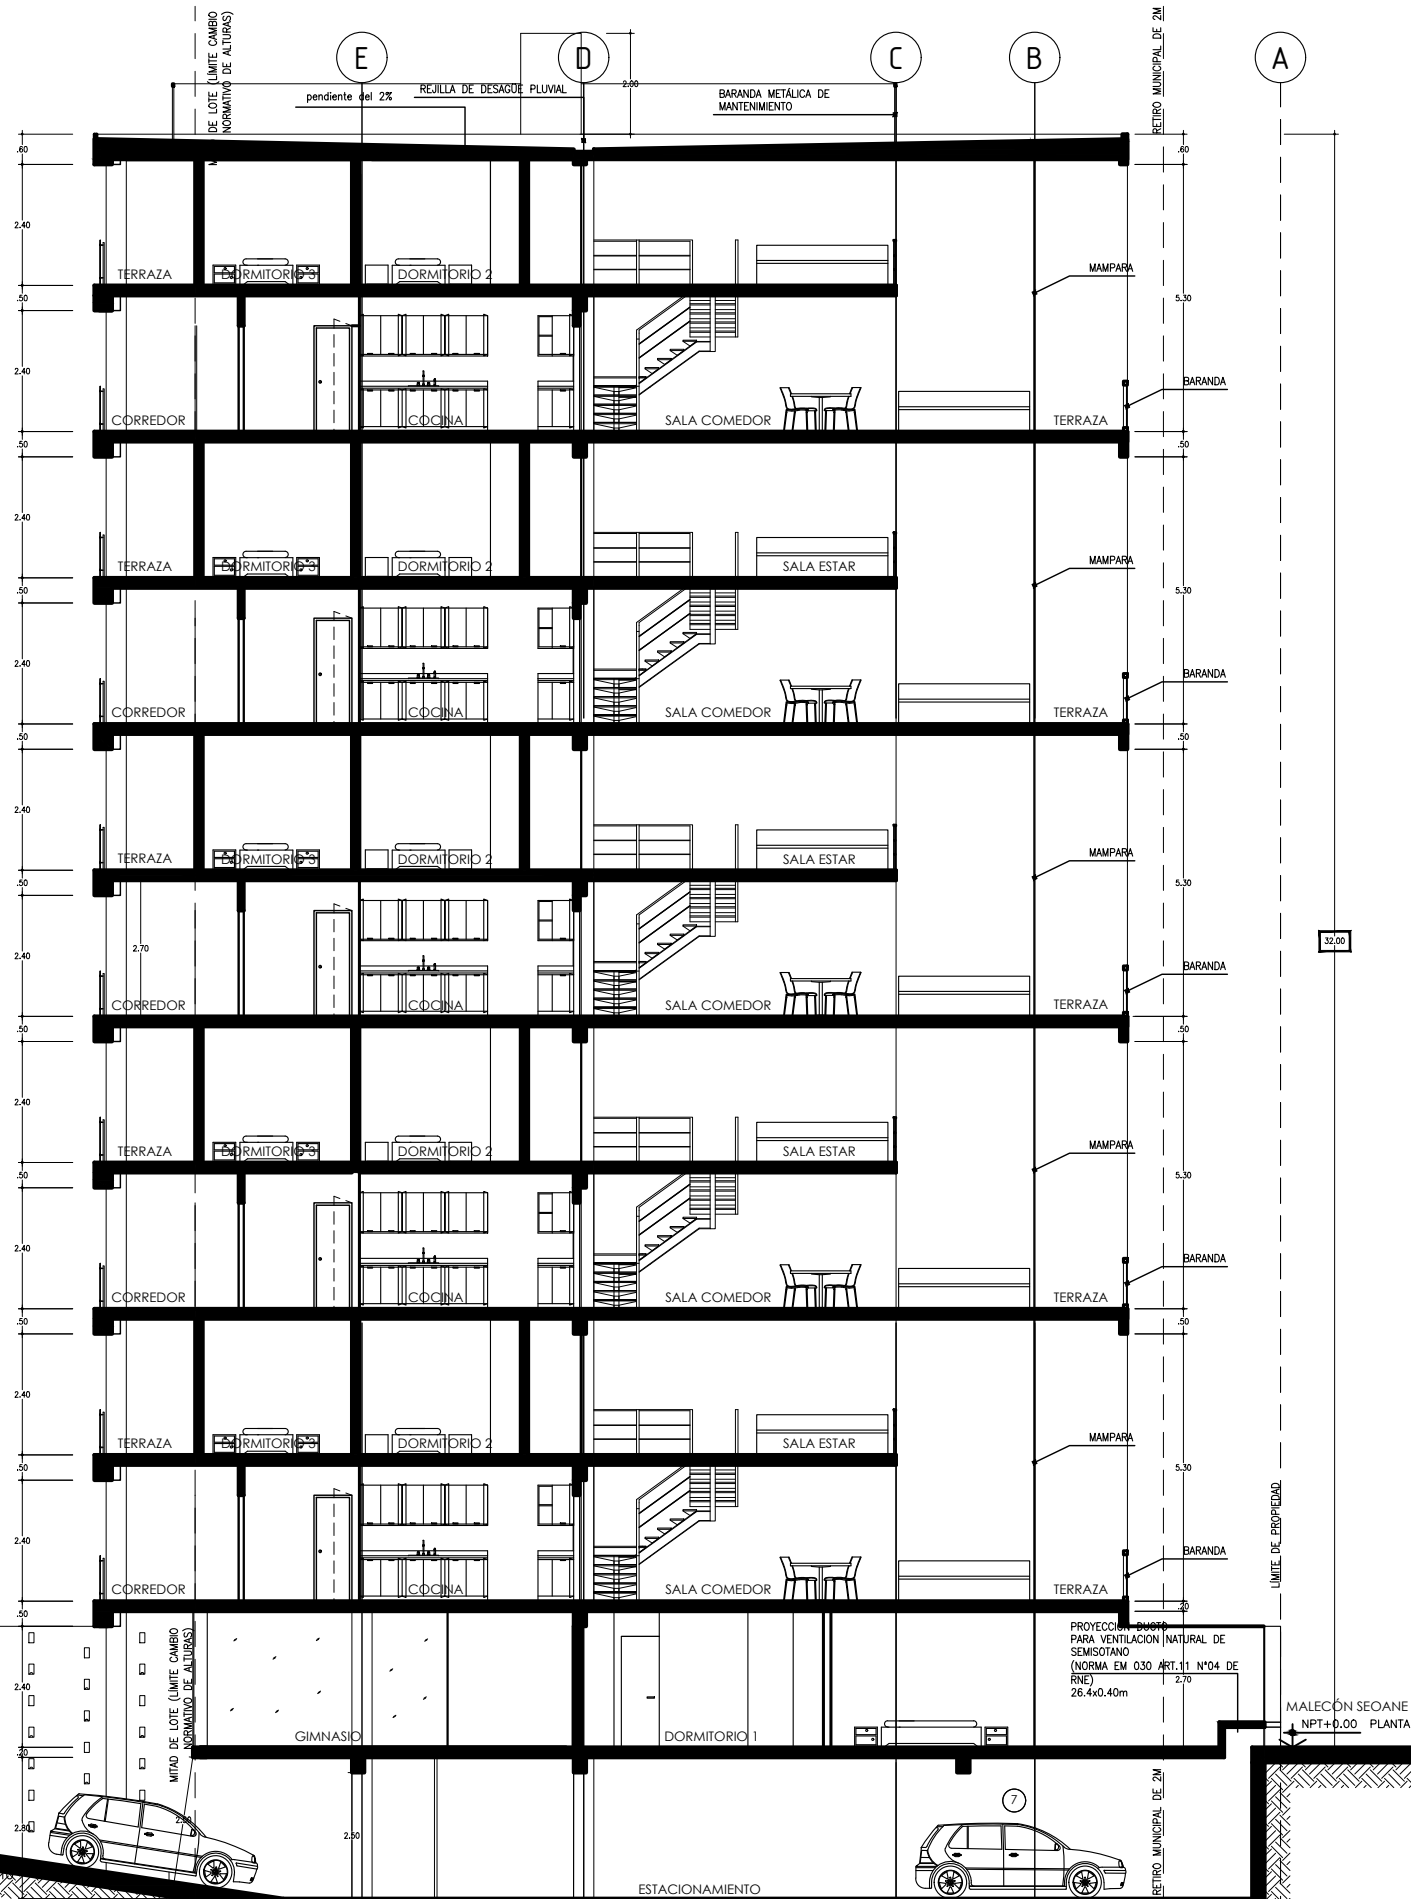 DE LOTE (LÍMITE CAMBIO
NORMATIVO DE ALTURAS)
E
D
C
B
A
RETIRO MUNICIPAL DE 2M
pendiente del 2%
REJILLA DE DESAGÜE PLUVIAL
2.00
BARANDA METÁLICA DE
MANTENIMIENTO
.60
.60
2.40
TERRAZA
DORMITORIO 3
DORMITORIO 2
MAMPARA
.50
5.30
2.40
BARANDA
CORREDOR
COCINA
SALA COMEDOR
TERRAZA
.50
.50
2.40
TERRAZA
DORMITORIO 3
DORMITORIO 2
SALA ESTAR
MAMPARA
.50
5.30
2.40
BARANDA
CORREDOR
COCINA
SALA COMEDOR
TERRAZA
.50
.50
2.40
TERRAZA
DORMITORIO 3
DORMITORIO 2
SALA ESTAR
MAMPARA
.50
5.30
2.70
32.00
2.40
BARANDA
CORREDOR
COCINA
SALA COMEDOR
TERRAZA
.50
.50
2.40
TERRAZA
DORMITORIO 3
DORMITORIO 2
SALA ESTAR
MAMPARA
.50
5.30
2.40
BARANDA
CORREDOR
COCINA
SALA COMEDOR
TERRAZA
.50
.50
2.40
TERRAZA
DORMITORIO 3
DORMITORIO 2
SALA ESTAR
MAMPARA
.50
5.30
LÍMITE DE PROPIEDAD
2.40
BARANDA
CORREDOR
COCINA
SALA COMEDOR
TERRAZA
.50
.20
MITAD DE LOTE (LÍMITE CAMBIO
NORMATIVO DE ALTURAS)
PROYECCION DUCTO
PARA VENTILACION NATURAL DE
SEMISOTANO
(NORMA EM 030 ART.11 N°04 DE
RNE)
26.4x0.40m
2.70
2.40
MALECÓN SEOANE
NPT+0.00 PLANTA
GIMNASIO
DORMITORIO 1
.20
RETIRO MUNICIPAL DE 2M
7
2.50
ESTACIONAMIENTO